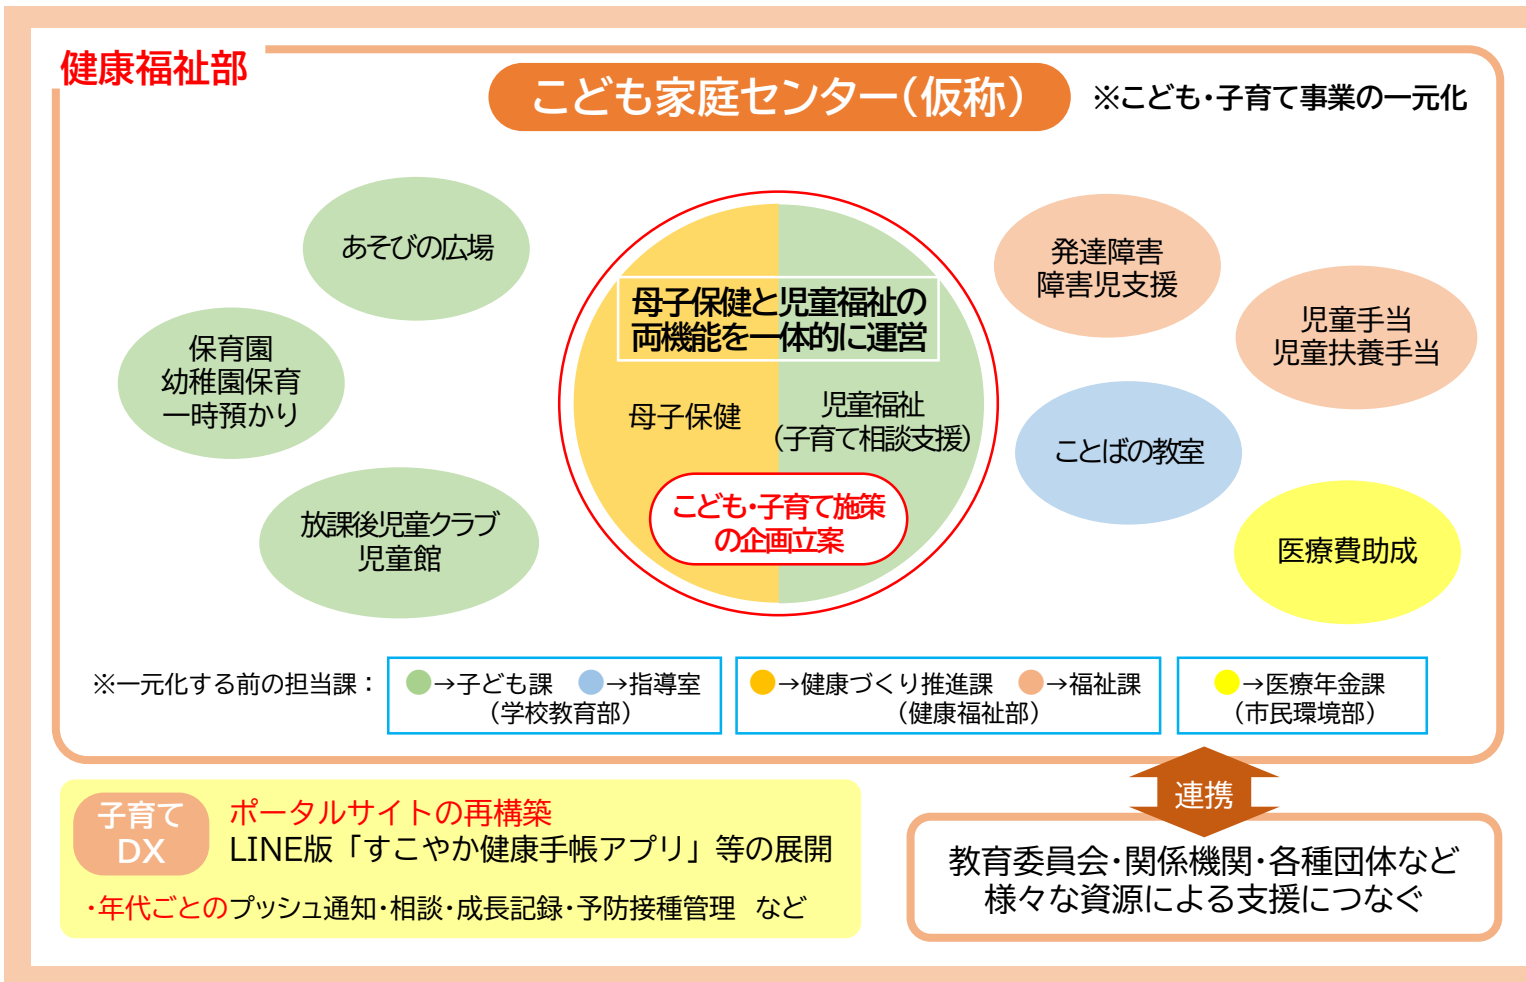 健康福祉部
こども家庭センター（仮称）
※こども・子育て事業の一元化
あそびの広場
保育園
幼稚園保育
一時預かり
放課後児童クラブ
児童館
母子保健と児童福祉の
両機能を一体的に運営
母子保健
児童福祉
（子育て相談支援）
こども・子育て施策
の企画立案
発達障害
障害児支援
児童手当
児童扶養手当
ことばの教室
医療費助成
※一元化する前の担当課：
→子ども課　→指導室
（学校教育部）
→健康づくり推進課　→福祉課
（健康福祉部）
→医療年金課
（市民環境部）
子育て
DX
ポータルサイトの再構築
LINE版「すこやか健康手帳アプリ」等の展開
・年代ごとのプッシュ通知・相談・成長記録・予防接種管理　など
連携
教育委員会・関係機関・各種団体など
様々な資源による支援につなぐ